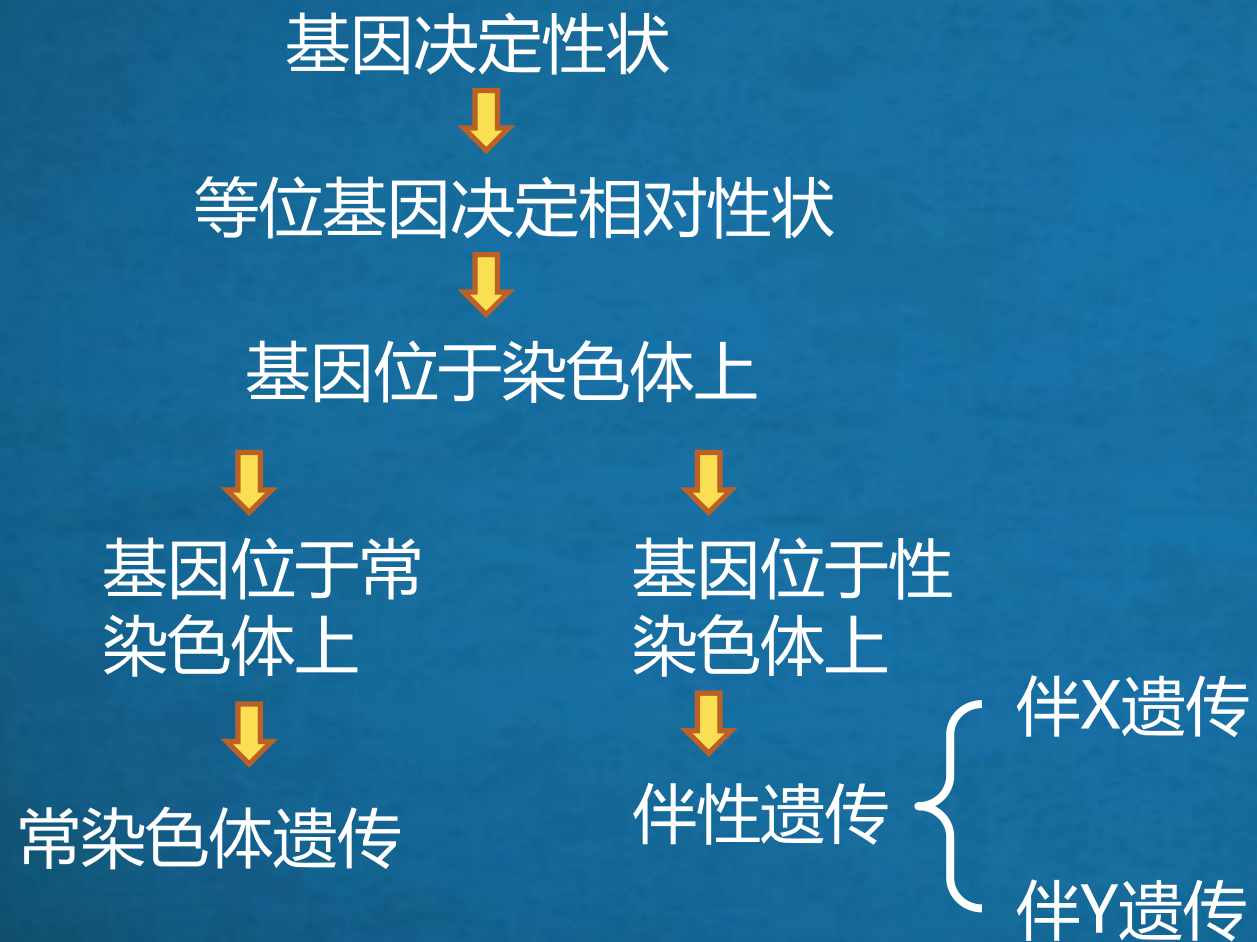 基因决定性状
等位基因决定相对性状
基因位于染色体上
基因位于常
染色体上
基因位于性
染色体上
常染色体遗传
伴性遗传
伴X遗传
伴Y遗传